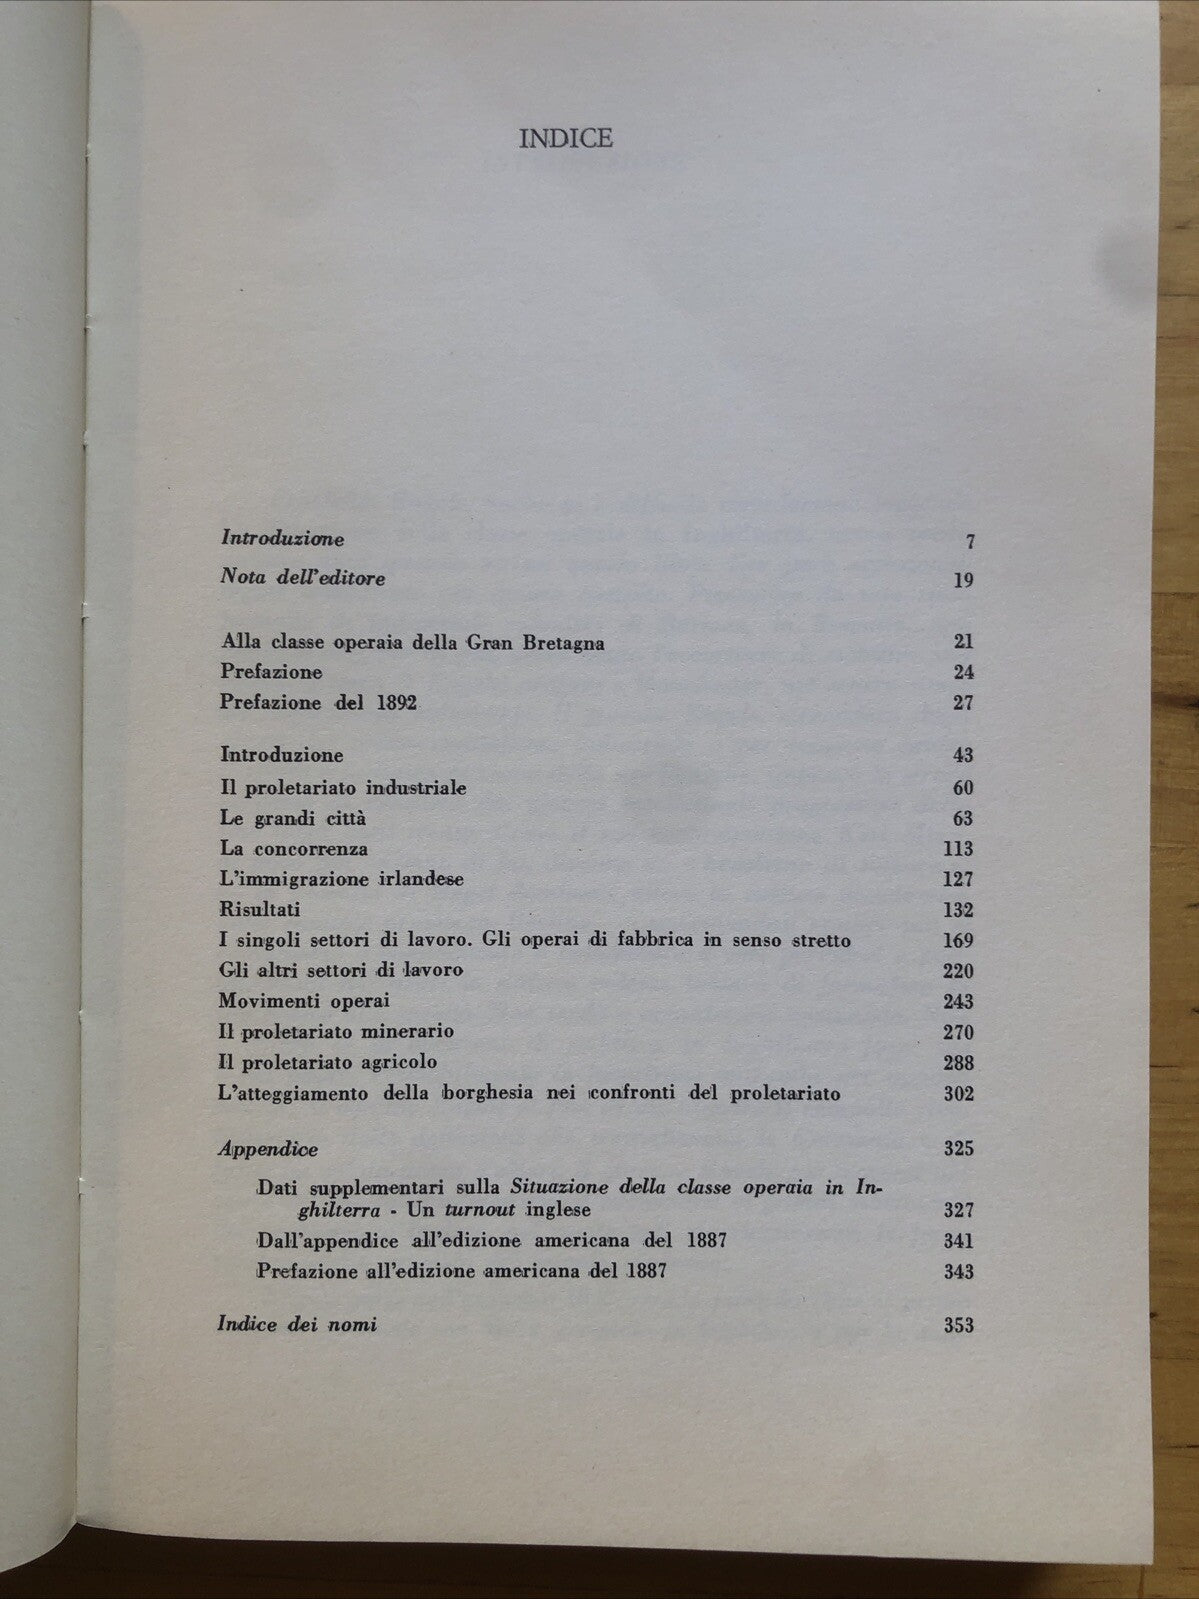 INDICE
Introduzione 7
Nota dell'editore 19
Alla classe operaia della Gran Bretagna 21
Prefazione 24
Prefazione del 1892 27
Introduzione 43
Il proletariato industriale 60
Le grandi città 63
La concorrenza 113
L'immigrazione irlandese 127
Risultati 132
I singoli settori di lavoro. Gli operai di fabbrica in senso stretto 169
Gli altri settori di lavoro 220
Movimenti operai 243
Il proletariato minerario 270
Il proletariato agricolo 288
L'atteggiamento della borghesia nei confronti del proletariato 302
Appendice 325
Dati supplementari sulla Situazione della classe operaia in In-
ghilterra - Un turnout inglese 327
Dall'appendice all'edizione americana del 1887 341
Prefazione all'edizione americana del 1887 343
Indice dei nomi 353